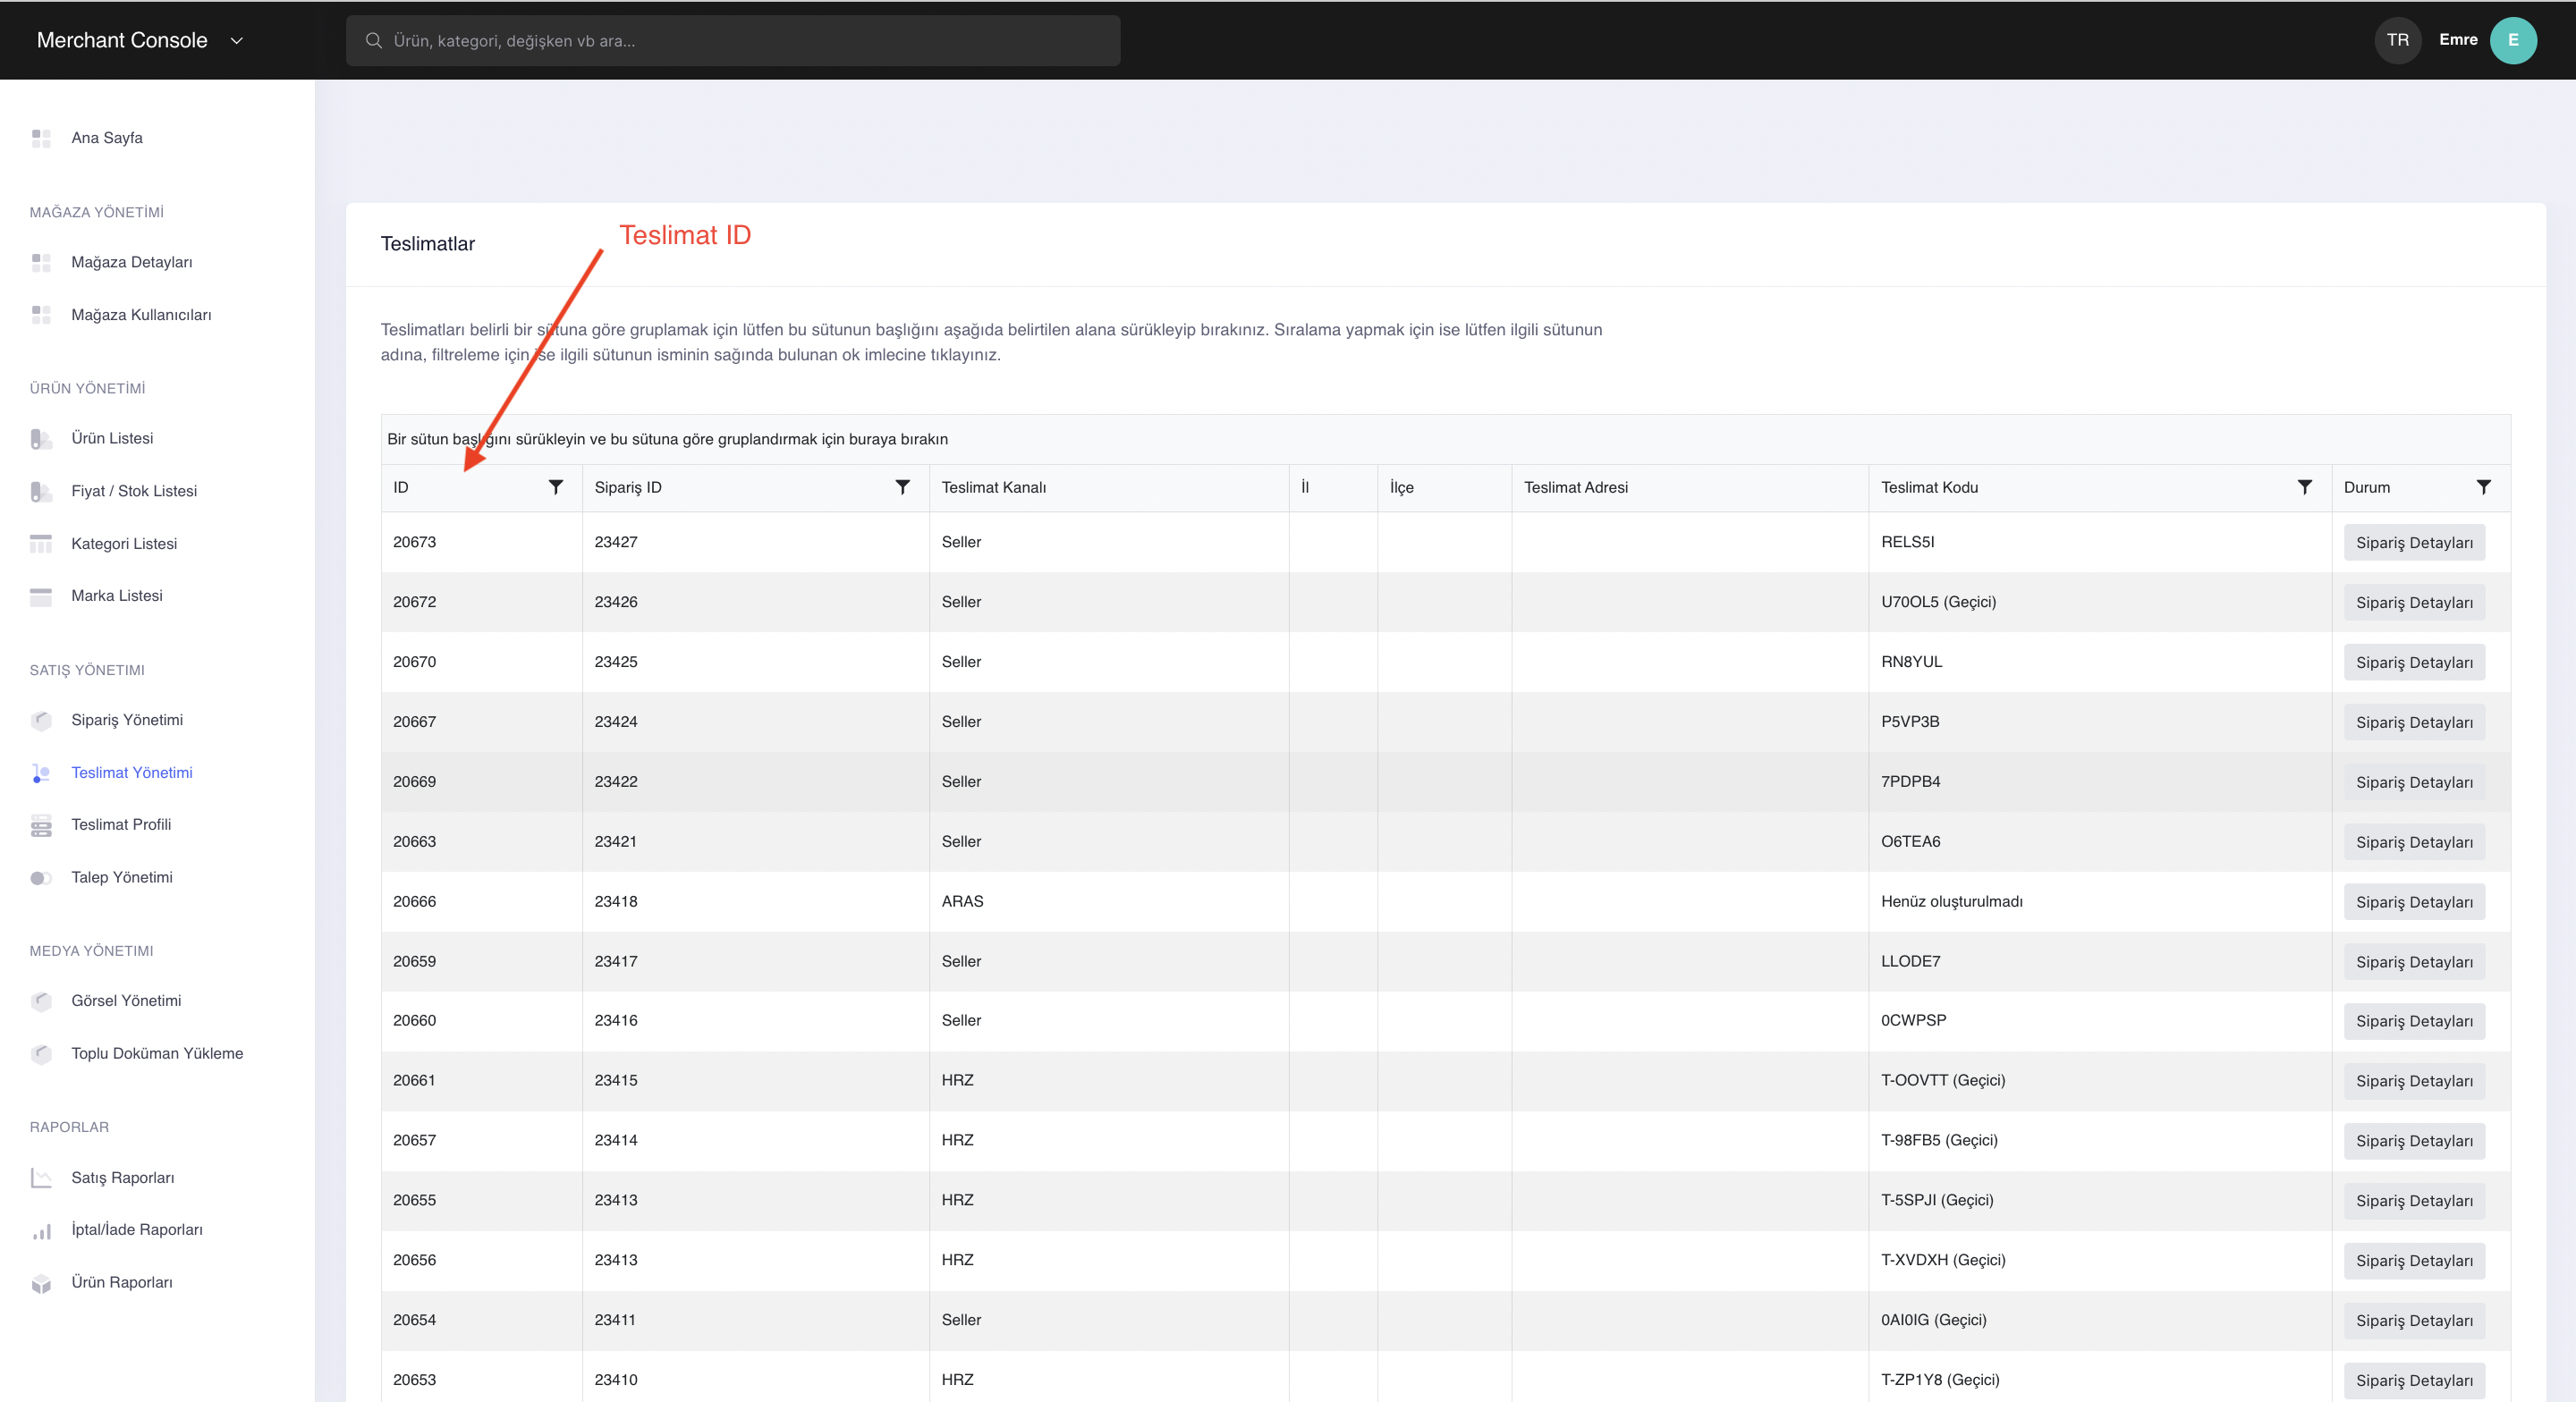 Merchant Console
Ürün, kategori, değişken vb ara...
TR
Emre
E
Ana Sayfa
MAĞAZA YÖNETİMİ
Mağaza Detayları
Mağaza Kullanıcıları
ÜRÜN YÖNETİMİ
Ürün Listesi
Fiyat / Stok Listesi
Kategori Listesi
Marka Listesi
SATIŞ YÖNETIMI
Sipariş Yönetimi
Teslimat Yönetimi
Teslimat Profili
Talep Yönetimi
MEDYA YÖNETIMI
Görsel Yönetimi
Toplu Doküman Yükleme
RAPORLAR
Satış Raporları
İptal/İade Raporları
Ürün Raporları
Teslimatlar
Teslimat ID
Teslimatları belirli bir sütuna göre gruplamak için lütfen bu sütunun başlığını aşağıda belirtilen alana sürükleyip bırakınız. Sıralama yapmak için ise lütfen ilgili sütunun
adına, filtreleme için ise ilgili sütunun isminin sağında bulunan ok imlecine tıklayınız.
Bir sütun başlığını sürükleyin ve bu sütuna göre gruplandırmak için buraya bırakın
ID Sipariş ID Teslimat Kanalı İl İlçe Teslimat Adresi Teslimat Kodu Durum
20673 23427 Seller RELS5I Sipariş Detayları
20672 23426 Seller U70OL5 (Geçici) Sipariş Detayları
20670 23425 Seller RN8YUL Sipariş Detayları
20667 23424 Seller P5VP3B Sipariş Detayları
20669 23422 Seller 7PDPB4 Sipariş Detayları
20663 23421 Seller O6TEA6 Sipariş Detayları
20666 23418 ARAS Henüz oluşturulmadı Sipariş Detayları
20659 23417 Seller LLODE7 Sipariş Detayları
20660 23416 Seller 0CWPSP Sipariş Detayları
20661 23415 HRZ T-OOVTT (Geçici) Sipariş Detayları
20657 23414 HRZ T-98FB5 (Geçici) Sipariş Detayları
20655 23413 HRZ T-5SPJI (Geçici) Sipariş Detayları
20656 23413 HRZ T-XVDXH (Geçici) Sipariş Detayları
20654 23411 Seller 0AI0IG (Geçici) Sipariş Detayları
20653 23410 HRZ T-ZP1Y8 (Geçici) Sipariş Detayları